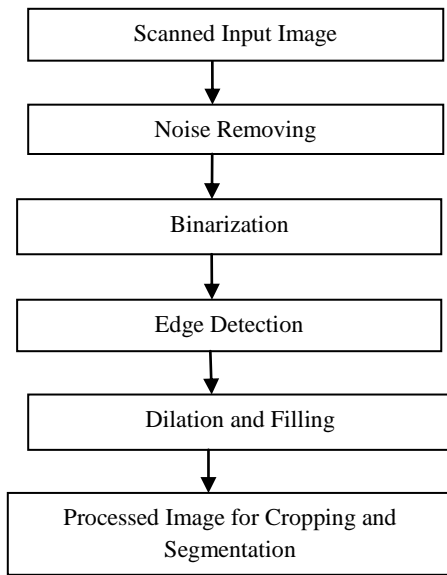 Scanned Input Image
Noise Removing
Binarization
Edge Detection
Dilation and Filling
Processed Image for Cropping and
Segmentation